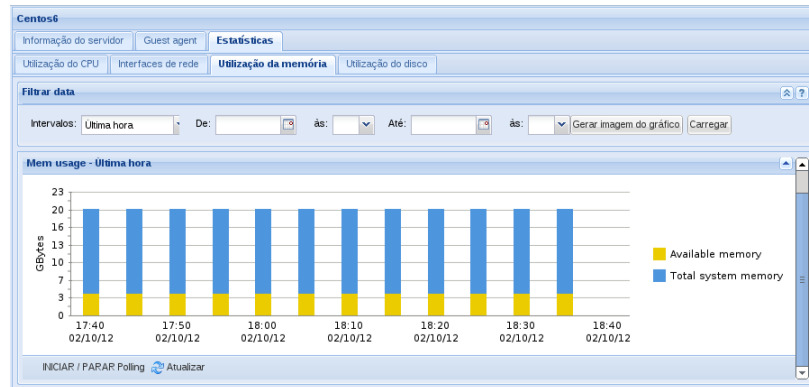 Centos6
Informação do servidor Guest agent Estatísticas
Utilização do CPU Interfaces de rede Utilização da memória Utilização do disco
Filtrar data
Intervalos: Última hora De: às: Até: às: Gerar imagem do gráfico Carregar
Mem usage - Última hora
23
20
16
13
10
7
3
0
GBytes
17:40 17:50 18:00 18:10 18:20 18:30 18:40
02/10/12 02/10/12 02/10/12 02/10/12 02/10/12 02/10/12 02/10/12
Available memory
Total system memory
INICIAR / PARAR Polling Atualizar